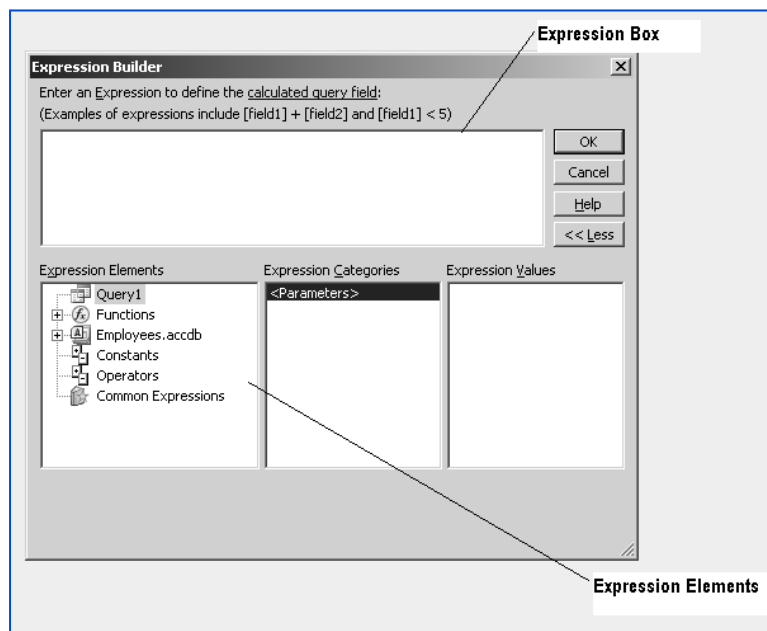 Expression Box
Expression Builder
Enter an Expression to define the calculated query field:
(Examples of expressions include [field1] + [field2] and [field1] < 5)
OK
Cancel
Help
<< Less
Expression Elements
Expression Categories
Expression Values
Query1
<Parameters>
Functions
Employees.accdb
Constants
Operators
Common Expressions
Expression Elements